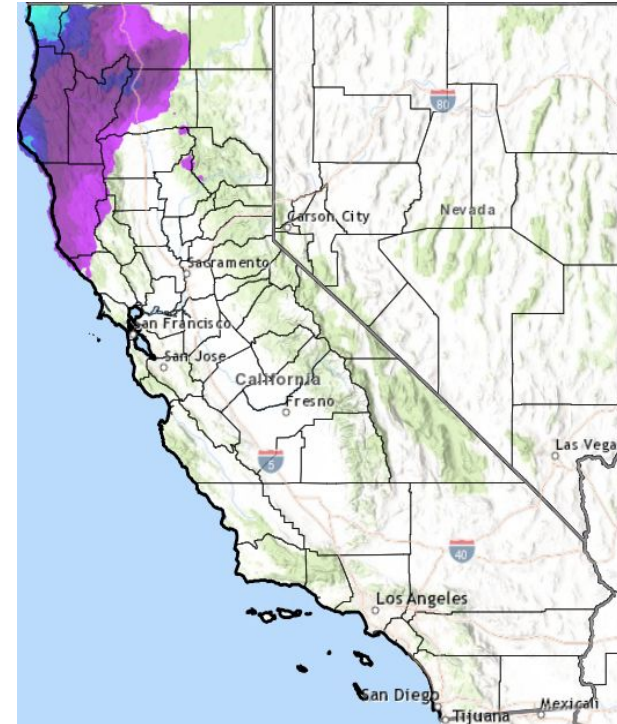 80
Nevada
Carson City
Sacramento
San Francisco
San Jose
California
Fresno
5
Las Vega
40
Los Angeles
San Diego
Tijuana
Mexicali